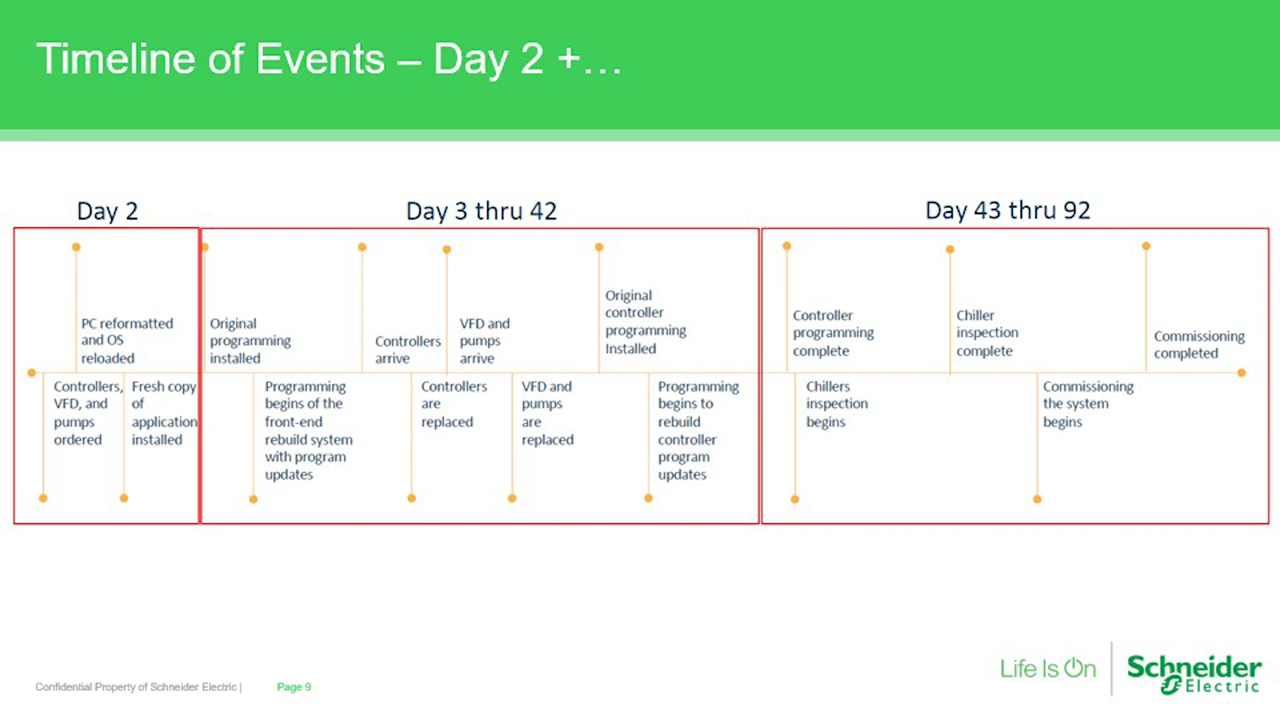 Timeline of Events – Day 2 +…
Day 2
PC reformatted
and OS
reloaded
Controllers,
VFD, and
pumps
ordered
Fresh copy
of
application
installed
Day 3 thru 42
Original
programming
installed
Programming
begins of the
front-end
rebuild system
with program
updates
Controllers
arrive
Controllers
are
replaced
VFD and
pumps
arrive
VFD and
pumps
are
replaced
Original
controller
programming
Installed
Programming
begins to
rebuild
controller
program
updates
Day 43 thru 92
Controller
programming
complete
Chillers
inspection
begins
Chiller
inspection
complete
Commissioning
the system
begins
Commissioning
completed
Confidential Property of Schneider Electric |
Page 9
Life Is On
Schneider
Electric